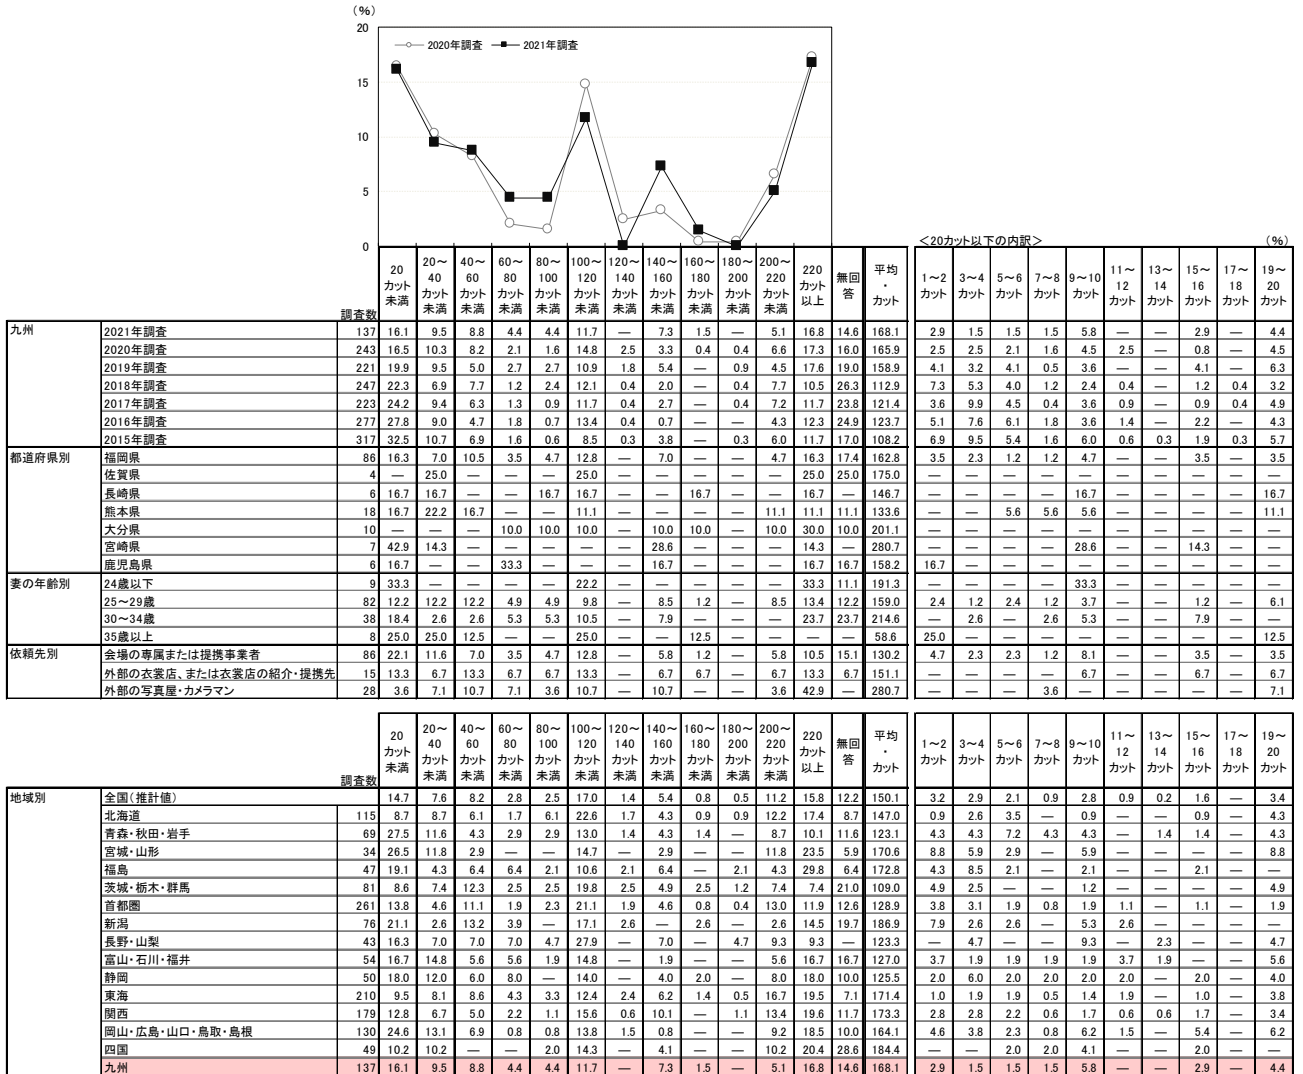 (%)
20
2020年調査 2021年調査
15
10
5
0
＜20カット以下の内訳＞ (%)
調査数 20カット未満 20～40カット未満 40～60カット未満 60～80カット未満 80～100カット未満 100～120カット未満 120～140カット未満 140～160カット未満 160～180カット未満 180～200カット未満 200～220カット未満 220カット以上 無回答 平均・カット 1～2カット 3～4カット 5～6カット 7～8カット 9～10カット 11～12カット 13～14カット 15～16カット 17～18カット 19～20カット
九州 2021年調査 137 16.1 9.5 8.8 4.4 4.4 11.7 — 7.3 1.5 — 5.1 16.8 14.6 168.1 2.9 1.5 1.5 1.5 5.8 — — 2.9 — 4.4
2020年調査 243 16.5 10.3 8.2 2.1 1.6 14.8 2.5 3.3 0.4 0.4 6.6 17.3 16.0 165.9 2.5 2.5 2.1 1.6 4.5 2.5 — 0.8 — 4.5
2019年調査 221 19.9 9.5 5.0 2.7 2.7 10.9 1.8 5.4 — 0.9 4.5 17.6 19.0 158.9 4.1 3.2 4.1 0.5 3.6 — — 4.1 — 6.3
2018年調査 247 22.3 6.9 7.7 1.2 2.4 12.1 0.4 2.0 — 0.4 7.7 10.5 26.3 112.9 7.3 5.3 4.0 1.2 2.4 0.4 — 1.2 0.4 3.2
2017年調査 223 24.2 9.4 6.3 1.3 0.9 11.7 0.4 2.7 — 0.4 7.2 11.7 23.8 121.4 3.6 9.9 4.5 0.4 3.6 0.9 — 0.9 0.4 4.9
2016年調査 277 27.8 9.0 4.7 1.8 0.7 13.4 0.4 0.7 — — 4.3 12.3 24.9 123.7 5.1 7.6 6.1 1.8 3.6 1.4 — 2.2 — 4.3
2015年調査 317 32.5 10.7 6.9 1.6 0.6 8.5 0.3 3.8 — 0.3 6.0 11.7 17.0 108.2 6.9 9.5 5.4 1.6 6.0 0.6 0.3 1.9 0.3 5.7
都道府県別 福岡県 86 16.3 7.0 10.5 3.5 4.7 12.8 — 7.0 — — 4.7 16.3 17.4 162.8 3.5 2.3 1.2 1.2 4.7 — — 3.5 — 3.5
佐賀県 4 — 25.0 — — — 25.0 — — — — — 25.0 25.0 175.0 — — — — — — — — — —
長崎県 6 16.7 16.7 — — 16.7 16.7 — — 16.7 — — 16.7 — 146.7 — — — — 16.7 — — — — 16.7
熊本県 18 16.7 22.2 16.7 — — 11.1 — — — — 11.1 11.1 11.1 133.6 — — 5.6 5.6 5.6 — — — — 11.1
大分県 10 — — — 10.0 10.0 10.0 — 10.0 10.0 — 10.0 30.0 10.0 201.1 — — — — — — — — — —
宮崎県 7 42.9 14.3 — — — — — 28.6 — — — 14.3 — 280.7 — — — — 28.6 — — 14.3 — —
鹿児島県 6 16.7 — — 33.3 — — — 16.7 — — — 16.7 16.7 158.2 16.7 — — — — — — — — —
妻の年齢別 24歳以下 9 33.3 — — — — 22.2 — — — — — 33.3 11.1 191.3 — — — — 33.3 — — — — —
25～29歳 82 12.2 12.2 12.2 4.9 4.9 9.8 — 8.5 1.2 — 8.5 13.4 12.2 159.0 2.4 1.2 2.4 1.2 3.7 — — 1.2 — 6.1
30～34歳 38 18.4 2.6 2.6 5.3 5.3 10.5 — 7.9 — — — 23.7 23.7 214.6 — 2.6 — 2.6 5.3 — — 7.9 — —
35歳以上 8 25.0 25.0 12.5 — — 25.0 — — 12.5 — — — — 58.6 25.0 — — — — — — — — 12.5
依頼先別 会場の専属または提携事業者 86 22.1 11.6 7.0 3.5 4.7 12.8 — 5.8 1.2 — 5.8 10.5 15.1 130.2 4.7 2.3 2.3 1.2 8.1 — — 3.5 — 3.5
外部の衣裳店、または衣裳店の紹介・提携先 15 13.3 6.7 13.3 6.7 6.7 13.3 — 6.7 6.7 — 6.7 13.3 6.7 151.1 — — — — 6.7 — — 6.7 — 6.7
外部の写真屋・カメラマン 28 3.6 7.1 10.7 7.1 3.6 10.7 — 10.7 — — 3.6 42.9 — 280.7 — — — 3.6 — — — — — 7.1
調査数 20カット未満 20～40カット未満 40～60カット未満 60～80カット未満 80～100カット未満 100～120カット未満 120～140カット未満 140～160カット未満 160～180カット未満 180～200カット未満 200～220カット未満 220カット以上 無回答 平均・カット 1～2カット 3～4カット 5～6カット 7～8カット 9～10カット 11～12カット 13～14カット 15～16カット 17～18カット 19～20カット
地域別 全国（推計値） 14.7 7.6 8.2 2.8 2.5 17.0 1.4 5.4 0.8 0.5 11.2 15.8 12.2 150.1 3.2 2.9 2.1 0.9 2.8 0.9 0.2 1.6 — 3.4
北海道 115 8.7 8.7 6.1 1.7 6.1 22.6 1.7 4.3 0.9 0.9 12.2 17.4 8.7 147.0 0.9 2.6 3.5 — 0.9 — — 0.9 — 4.3
青森・秋田・岩手 69 27.5 11.6 4.3 2.9 2.9 13.0 1.4 4.3 1.4 — 8.7 10.1 11.6 123.1 4.3 4.3 7.2 4.3 4.3 — 1.4 1.4 — 4.3
宮城・山形 34 26.5 11.8 2.9 — — 14.7 — 2.9 — — 11.8 23.5 5.9 170.6 8.8 5.9 2.9 — 5.9 — — — — 8.8
福島 47 19.1 4.3 6.4 6.4 2.1 10.6 2.1 6.4 — 2.1 4.3 29.8 6.4 172.8 4.3 8.5 2.1 — 2.1 — — 2.1 — —
茨城・栃木・群馬 81 8.6 7.4 12.3 2.5 2.5 19.8 2.5 4.9 2.5 1.2 7.4 7.4 21.0 109.0 4.9 2.5 — — 1.2 — — — — 4.9
首都圏 261 13.8 4.6 11.1 1.9 2.3 21.1 1.9 4.6 0.8 0.4 13.0 11.9 12.6 128.9 3.8 3.1 1.9 0.8 1.9 1.1 — 1.1 — 1.9
新潟 76 21.1 2.6 13.2 3.9 — 17.1 2.6 — 2.6 — 2.6 14.5 19.7 186.9 7.9 2.6 2.6 — 5.3 2.6 — — — —
長野・山梨 43 16.3 7.0 7.0 7.0 4.7 27.9 — 7.0 — 4.7 9.3 9.3 — 123.3 — 4.7 — — 9.3 — 2.3 — — 4.7
富山・石川・福井 54 16.7 14.8 5.6 5.6 1.9 14.8 — 1.9 — — 5.6 16.7 16.7 127.0 3.7 1.9 1.9 1.9 1.9 3.7 1.9 — — 5.6
静岡 50 18.0 12.0 6.0 8.0 — 14.0 — 4.0 2.0 — 8.0 18.0 10.0 125.5 2.0 6.0 2.0 2.0 2.0 2.0 — 2.0 — 4.0
東海 210 9.5 8.1 8.6 4.3 3.3 12.4 2.4 6.2 1.4 0.5 16.7 19.5 7.1 171.4 1.0 1.9 1.9 0.5 1.4 1.9 — 1.0 — 3.8
関西 179 12.8 6.7 5.0 2.2 1.1 15.6 0.6 10.1 — 1.1 13.4 19.6 11.7 173.3 2.8 2.8 2.2 0.6 1.7 0.6 0.6 1.7 — 3.4
岡山・広島・山口・鳥取・島根 130 24.6 13.1 6.9 0.8 0.8 13.8 1.5 0.8 — — 9.2 18.5 10.0 164.1 4.6 3.8 2.3 0.8 6.2 1.5 — 5.4 — 6.2
四国 49 10.2 10.2 — — 2.0 14.3 — 4.1 — — 10.2 20.4 28.6 184.4 — — 2.0 2.0 4.1 — — 2.0 — —
九州 137 16.1 9.5 8.8 4.4 4.4 11.7 — 7.3 1.5 — 5.1 16.8 14.6 168.1 2.9 1.5 1.5 1.5 5.8 — — 2.9 — 4.4